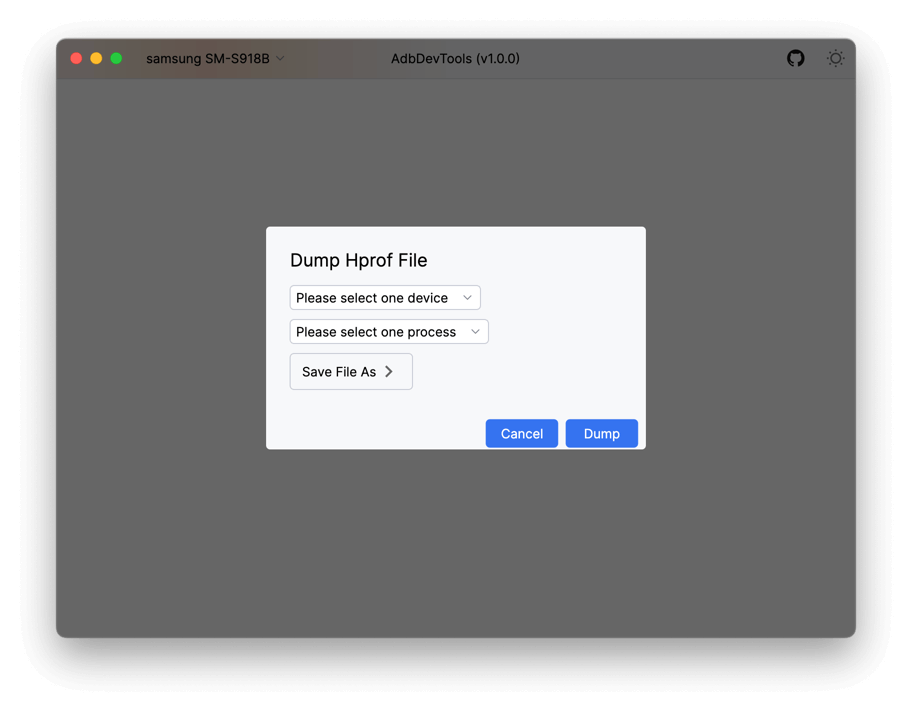 samsung SM-S918B
AdbDevTools (v1.0.0)
Dump Hprof File
Please select one device
Please select one process
Save File As
Cancel
Dump